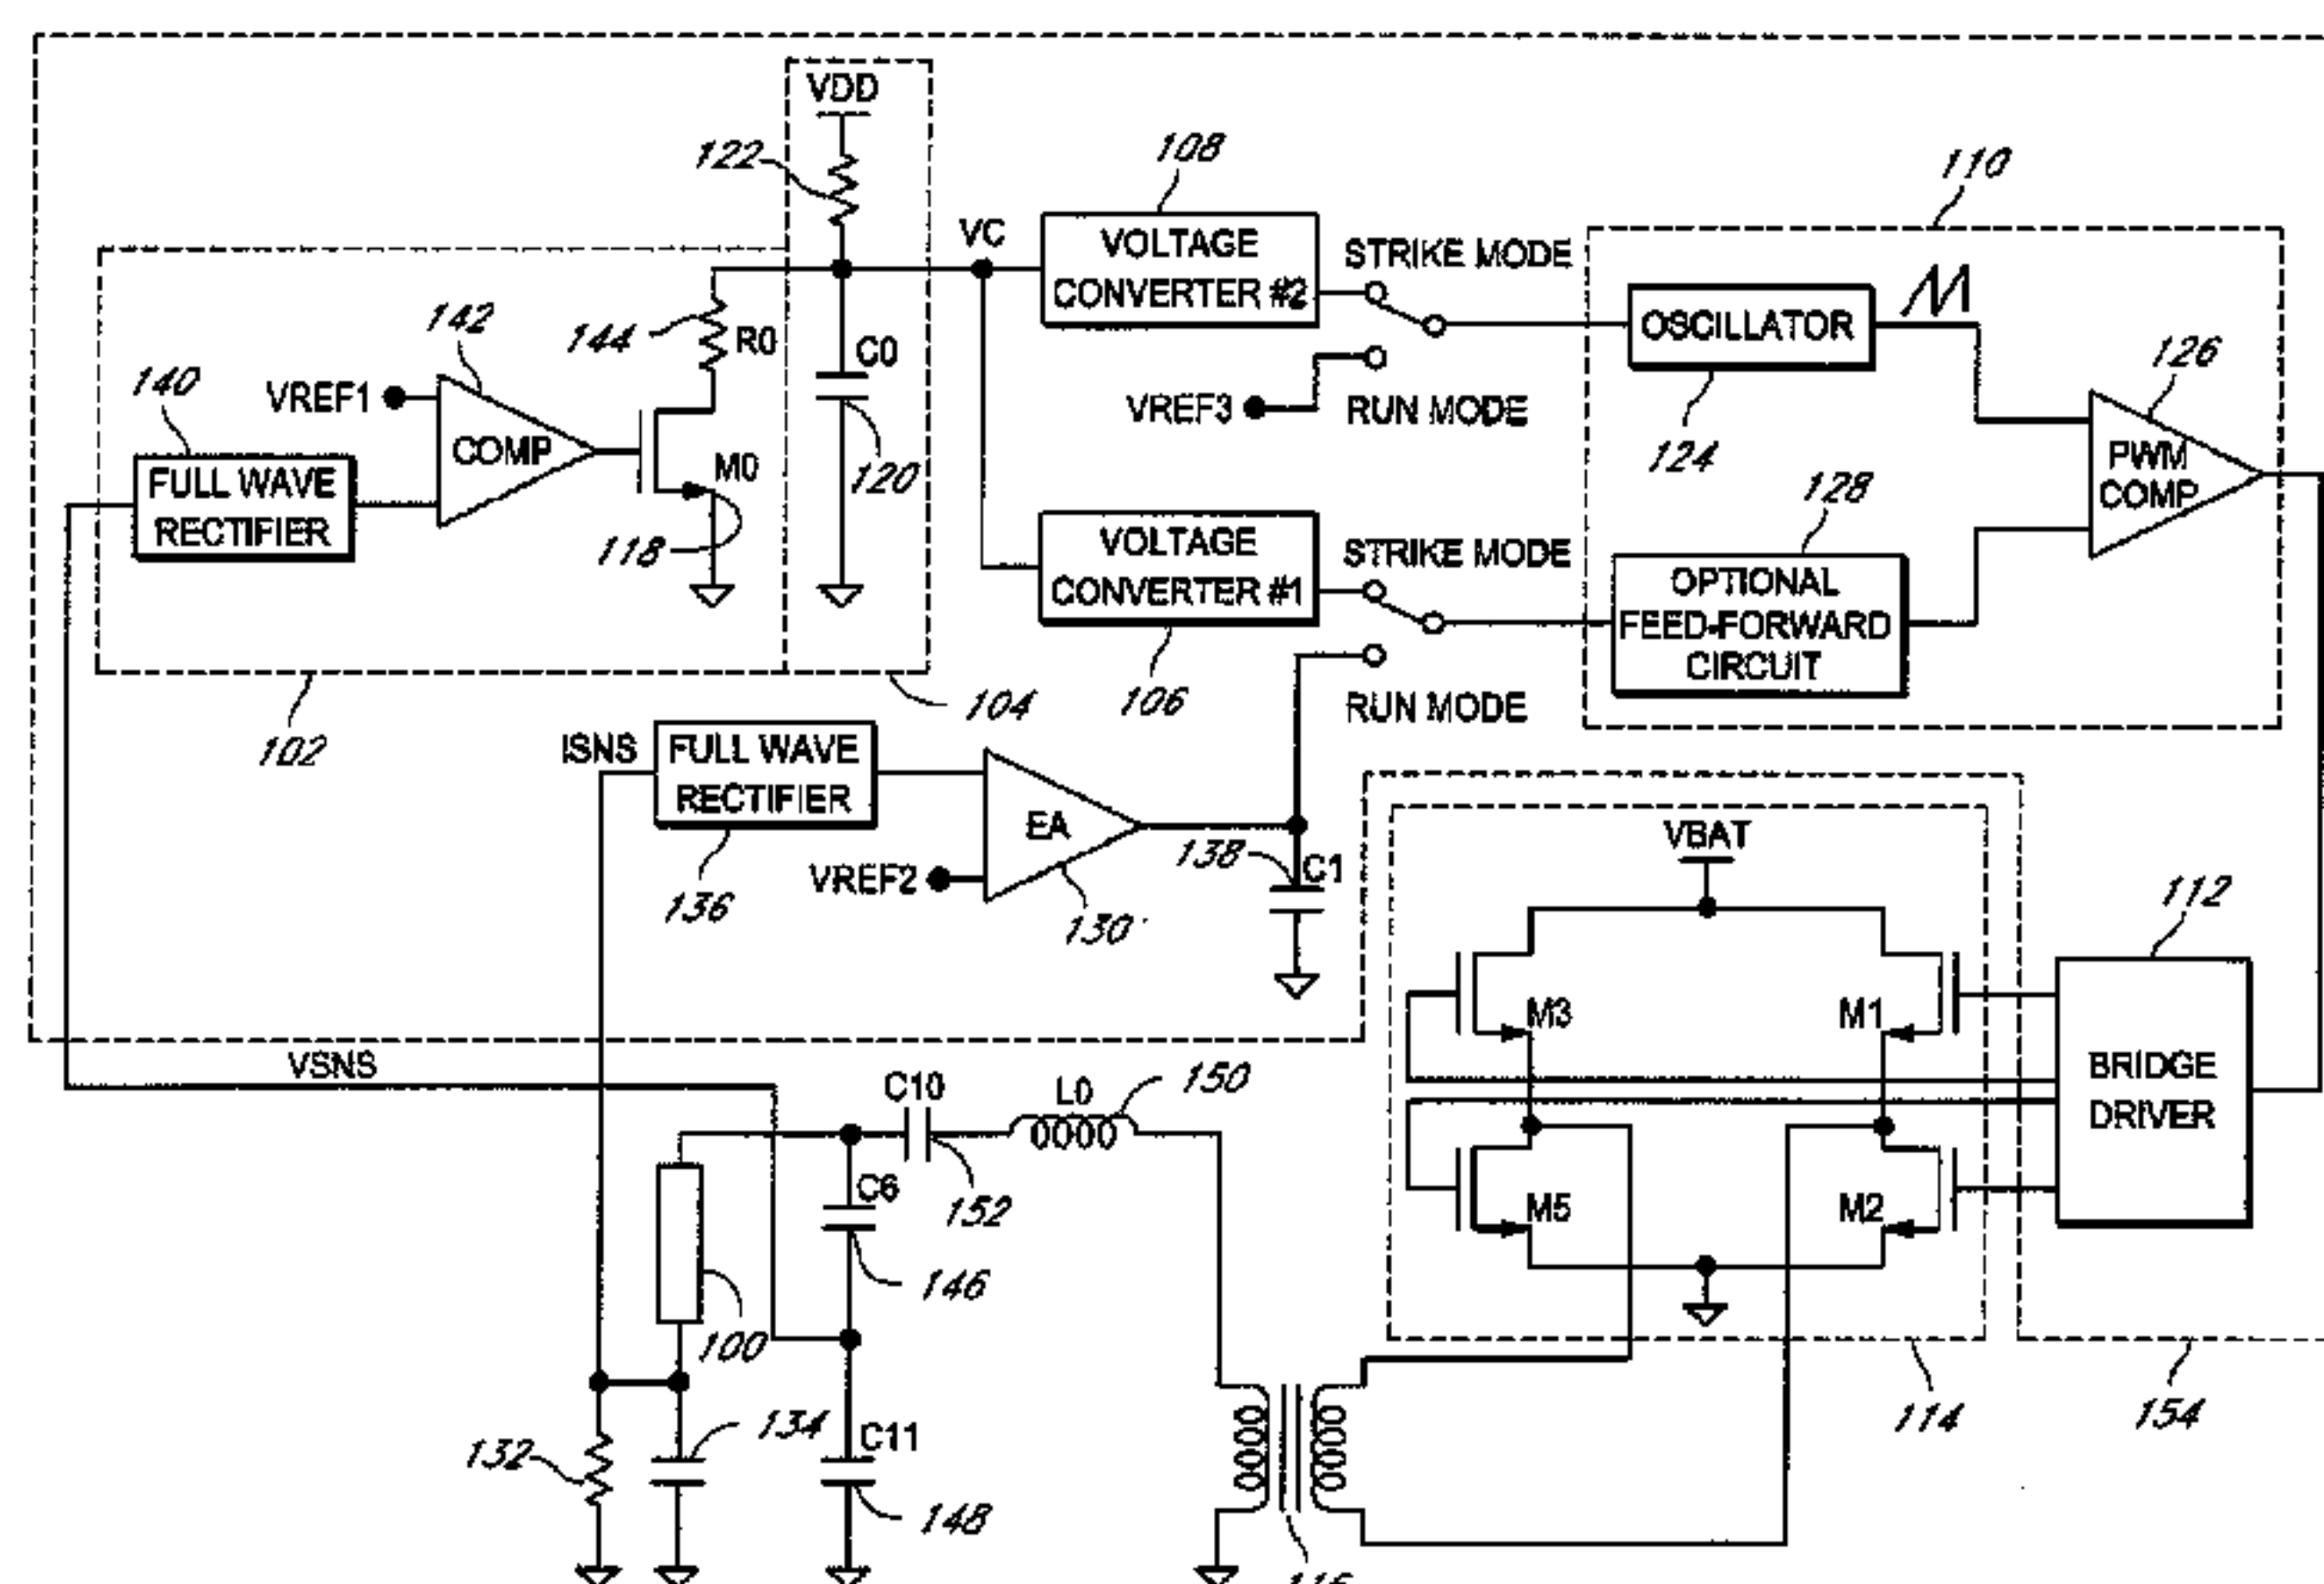 VDD
122
108
110
VC
VOLTAGE
CONVERTER #2
STRIKE MODE
142
144
R0
C0
OSCILLATOR
126
140
VREF1
VREF3
RUN MODE
COMP
M0
120
124
PWM
COMP
FULL WAVE
RECTIFIER
128
118
VOLTAGE
CONVERTER #1
STRIKE MODE
OPTIONAL
FEED-FORWARD
CIRCUIT
104
106
RUN MODE
102
ISNS
FULL WAVE
RECTIFIER
EA
VBAT
138
C1
VREF2
136
130
112
M3
M1
VSNS
C10
L0
150
BRIDGE
DRIVER
C6
152
M5
M2
146
100
134
C11
132
148
114
154